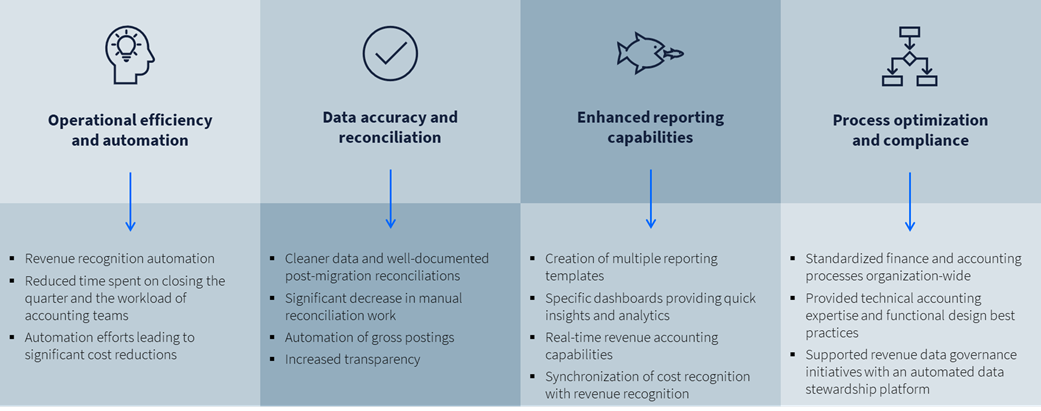 Operational efficiency
and automation
Data accuracy and
reconciliation
Enhanced reporting
capabilities
Process optimization
and compliance
▪ Revenue recognition automation
▪ Reduced time spent on closing the
quarter and the workload of
accounting teams
▪ Automation efforts leading to
significant cost reductions
▪ Cleaner data and well-documented
post-migration reconciliations
▪ Significant decrease in manual
reconciliation work
▪ Automation of gross postings
▪ Increased transparency
▪ Creation of multiple reporting
templates
▪ Specific dashboards providing quick
insights and analytics
▪ Real-time revenue accounting
capabilities
▪ Synchronization of cost recognition
with revenue recognition
▪ Standardized finance and accounting
processes organization-wide
▪ Provided technical accounting
expertise and functional design best
practices
▪ Supported revenue data governance
initiatives with an automated data
stewardship platform